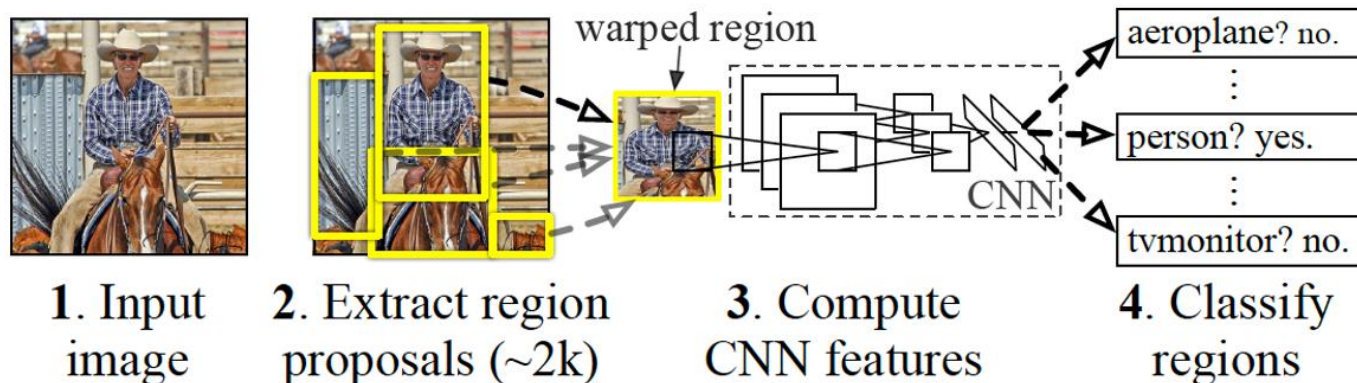 warped region
aeroplane? no.
⋮
person? yes.
CNN
⋮
tvmonitor? no.
1. Input
image
2. Extract region
proposals (~2k)
3. Compute
CNN features
4. Classify
regions